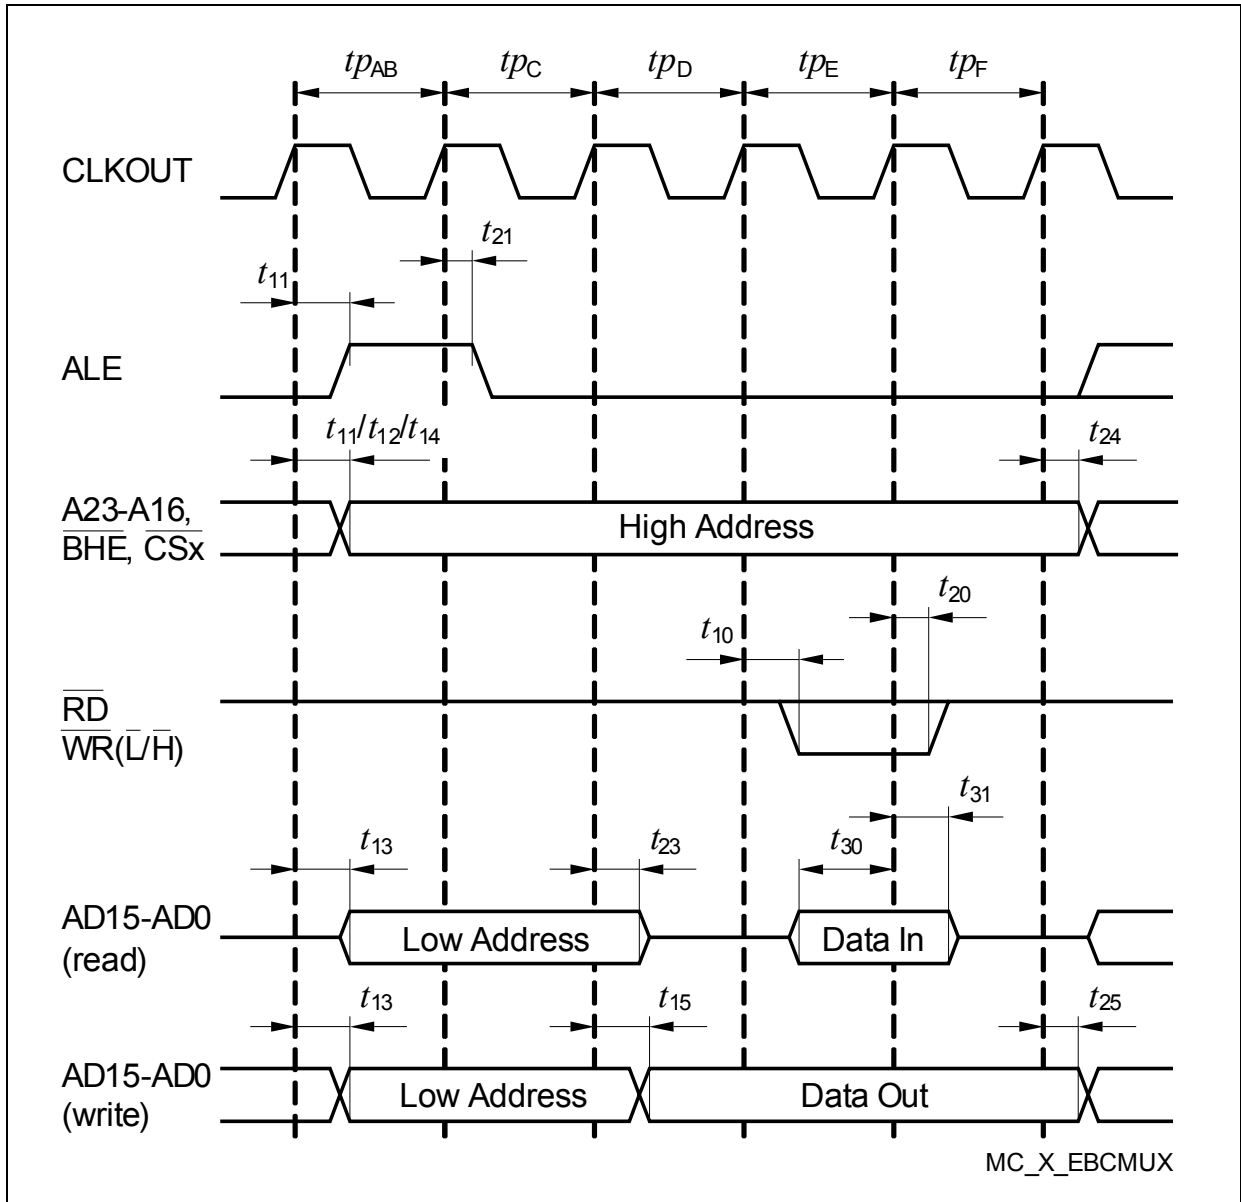 tpAB tpC tpD tpE tpF
CLKOUT
t21
t11
ALE
t11/t12/t14 t24
A23-A16,
BHE, CSx
High Address
t20
t10
RD
WR(L/H)
t31
t13 t23 t30
AD15-AD0
(read)
Low Address Data In
t13 t15 t25
AD15-AD0
(write)
Low Address Data Out
MC_X_EBCMUX